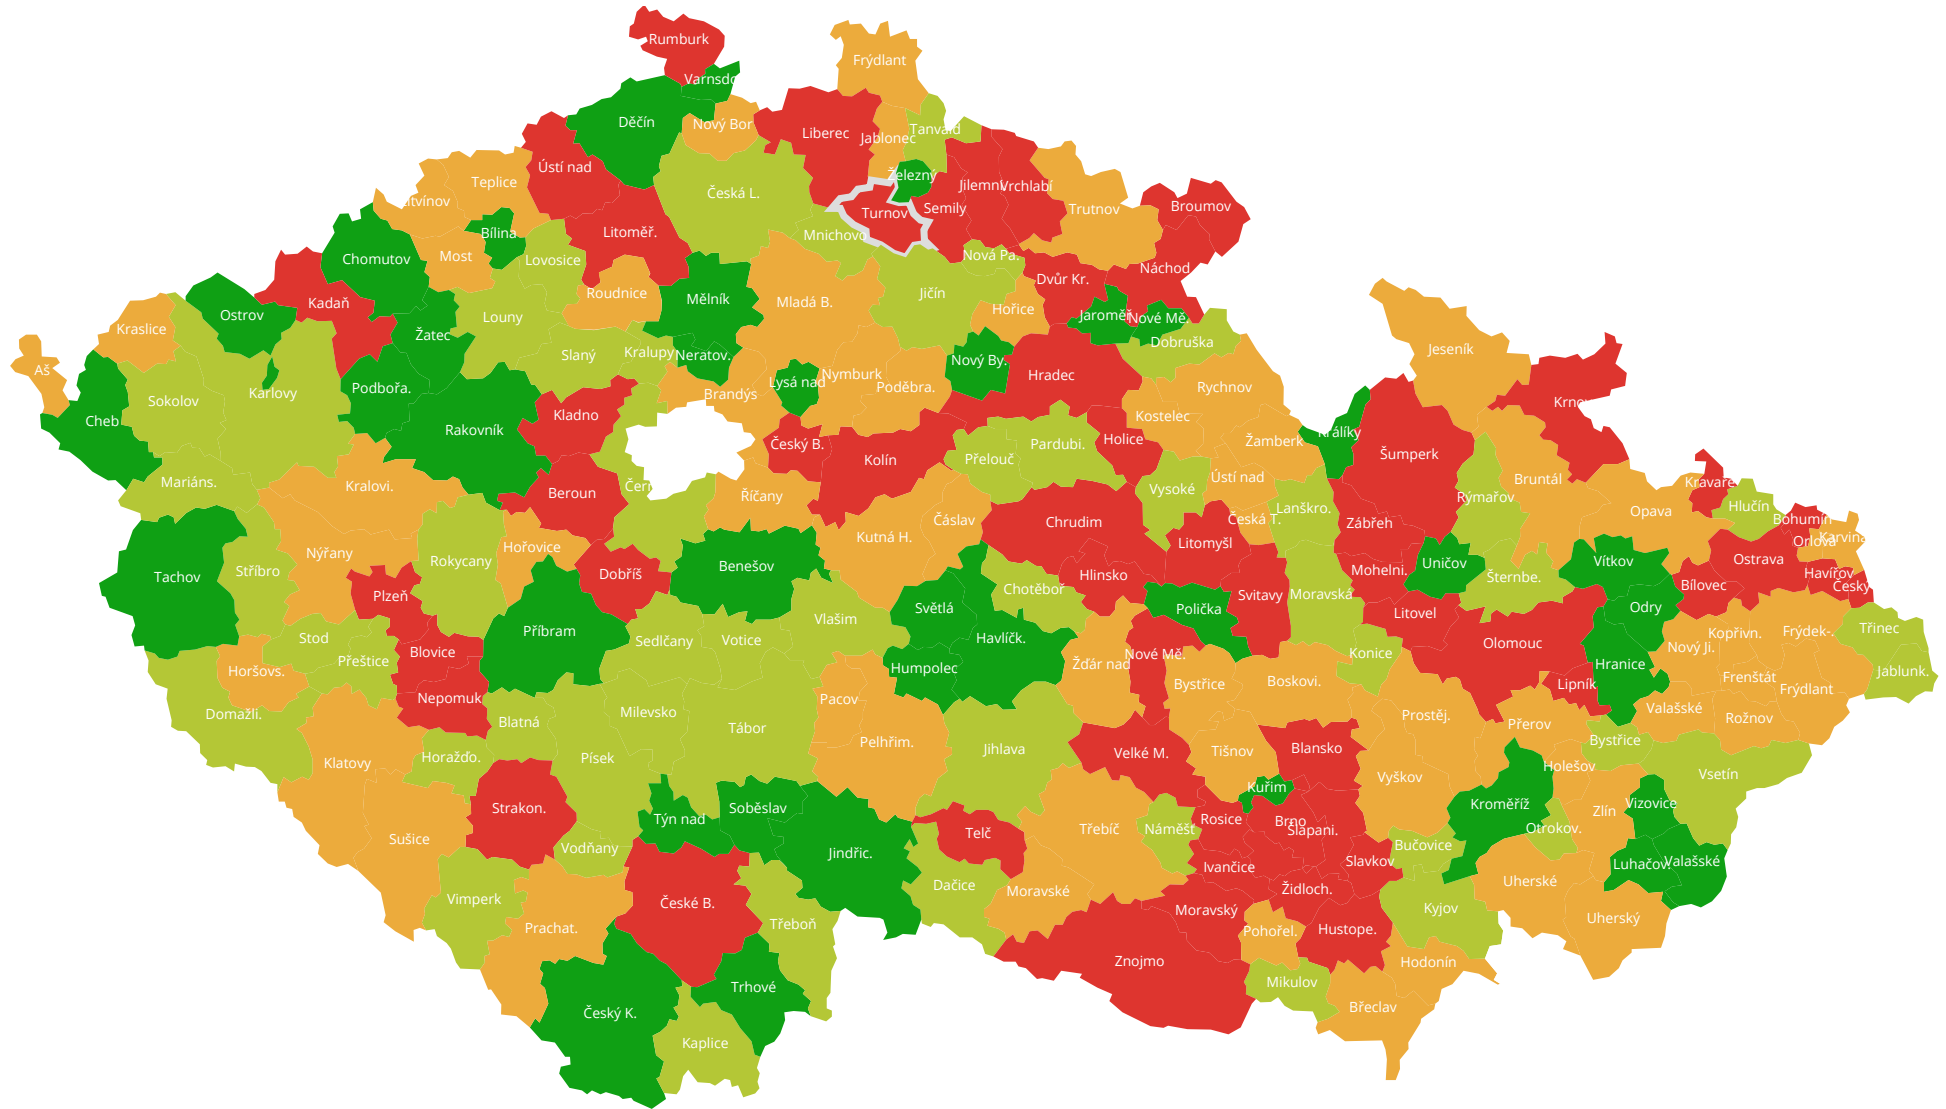 Rumburk
Frýdlant
Varnsdo
Děčín
Nový Bor
Liberec
Jablonec
Tanvald
Ústí nad
Teplice
Železný
Česká L.
Jilemni
Vrchlabí
Litvínov
Semily
Turnov
Trutnov
Broumov
Bílina
Litoměř.
Mnichovo
Most
Chomutov
Lovosice
Nová Pa.
Náchod
Dvůr Kr.
Roudnice
Mělník
Mladá B.
Jičín
Kadaň
Hořice
Ostrov
Louny
Jaroměř
Nové Mě.
Kraslice
Žatec
Dobruška
Jeseník
Slaný
Kralupy
Neratov.
Nový By.
Aš
Hradec
Nymburk
Lysá nad
Poděbra.
Podbořa.
Rychnov
Karlovy
Brandýs
Sokolov
Krnov
Kladno
Kostelec
Cheb
Rakovník
Králíky
Holice
Žamberk
Český B.
Pardubi.
Šumperk
Kolín
Přelouč
Ústí nad
Bruntál
Mariáns.
Kralovi.
Černo
Vysoké
Kravaře
Beroun
Říčany
Rýmařov
Hlučín
Lanškro.
Opava
Čáslav
Chrudim
Česká T.
Zábřeh
Bohumín
Kutná H.
Karviná
Orlová
Hořovice
Litomyšl
Nýřany
Rokycany
Ostrava
Uničov
Vítkov
Stříbro
Benešov
Mohelni.
Dobříš
Hlinsko
Havířov
Tachov
Šternbe.
Bílovec
Český
Chotěboř
Plzeň
Svitavy
Moravská
Světlá
Polička
Odry
Litovel
Vlašim
Příbram
Třinec
Kopřivn.
Frýdek-.
Stod
Havlíčk.
Votice
Sedlčany
Olomouc
Nový Ji.
Blovice
Konice
Nové Mě.
Přeštice
Žďár nad
Hranice
Humpolec
Horšovs.
Jablunk.
Frenštát
Boskovi.
Bystřice
Lipník
Frýdlant
Nepomuk
Pacov
Valašské
Milevsko
Domažli.
Prostěj.
Rožnov
Blatná
Přerov
Tábor
Pelhřim.
Bystřice
Jihlava
Blansko
Tišnov
Velké M.
Horažďo.
Písek
Klatovy
Holešov
Vsetín
Vyškov
Kuřim
Kroměříž
Vizovice
Strakon.
Soběslav
Zlín
Týn nad
Rosice
Brno
Třebíč
Náměšť
Šlapani.
Otrokov.
Telč
Sušice
Bučovice
Vodňany
Jindřic.
Slavkov
Valašské
Luhačov.
Ivančice
Uherské
Dačice
Židloch.
Moravské
Vimperk
České B.
Kyjov
Moravský
Uherský
Třeboň
Prachat.
Hustope.
Pohořel.
Znojmo
Hodonín
Mikulov
Trhové
Břeclav
Český K.
Kaplice